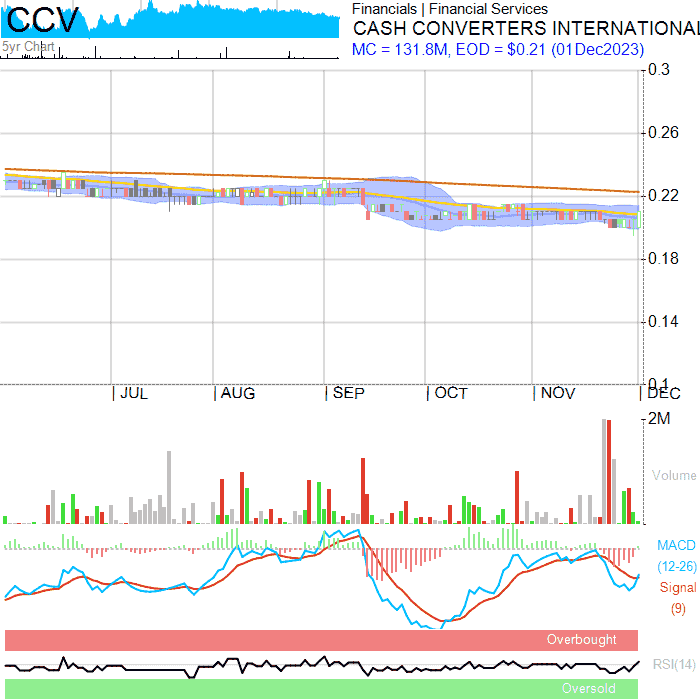 CCV
5yr Chart
Financials | Financial Services
CASH CONVERTERS INTERNATIONAL
MC = 131.8M, EOD = $0.21 (01Dec2023)
0.3
0.26
0.22
0.18
0.14
0.1
JUL AUG SEP OCT NOV DEC
2M
Volume
MACD
(12-26)
Signal
(9)
Overbought
RSI(14)
Oversold